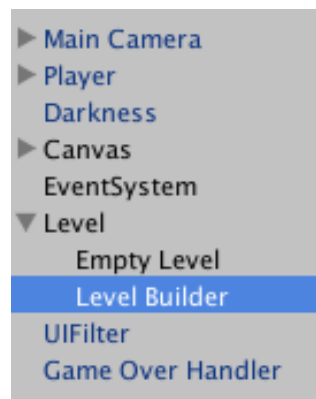 Main Camera
Player
Darkness
Canvas
EventSystem
Level
Empty Level
Level Builder
UIFilter
Game Over Handler